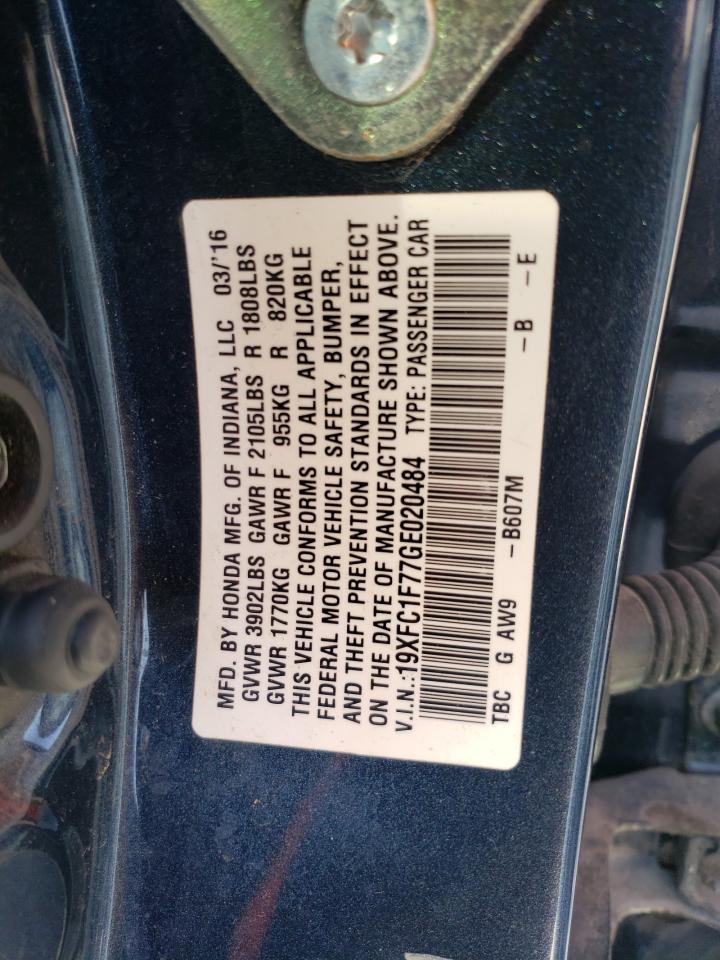 MFD. BY HONDA MFG. OF INDIANA, LLC 03/'16
GVWR 3902LBS GAWR F 2105LBS R 1808LBS
GVWR 1770KG GAWR F 955KG R 820KG
THIS VEHICLE CONFORMS TO ALL APPLICABLE
FEDERAL MOTOR VEHICLE SAFETY, BUMPER,
AND THEFT PREVENTION STANDARDS IN EFFECT
ON THE DATE OF MANUFACTURE SHOWN ABOVE.
V.I.N.:19XFC1F77GE020484 TYPE: PASSENGER CAR
TBC G AW9 -B607M -B -E